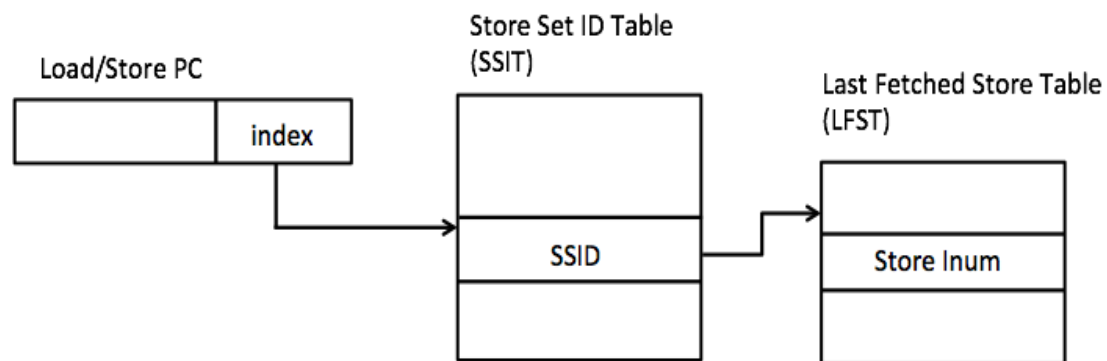 Store Set ID Table
(SSIT)
Load/Store PC
Last Fetched Store Table
(LFST)
index
SSID
Store Inum